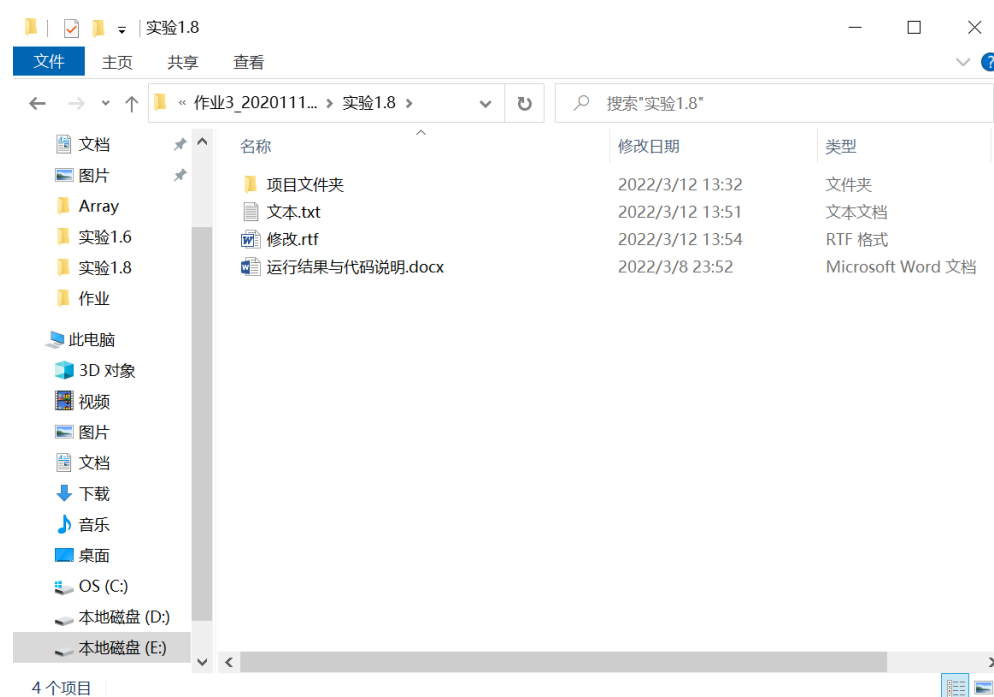 实验1.8
文件 主页 共享 查看
« 作业3_2020111... › 实验1.8 › 搜索"实验1.8"
文档
图片
Array
实验1.6
实验1.8
作业
此电脑
3D 对象
视频
图片
文档
下载
音乐
桌面
OS (C:)
本地磁盘 (D:)
本地磁盘 (E:)
名称 修改日期 类型
项目文件夹 2022/3/12 13:32 文件夹
文本.txt 2022/3/12 13:51 文本文档
修改.rtf 2022/3/12 13:54 RTF 格式
运行结果与代码说明.docx 2022/3/8 23:52 Microsoft Word 文档
4 个项目